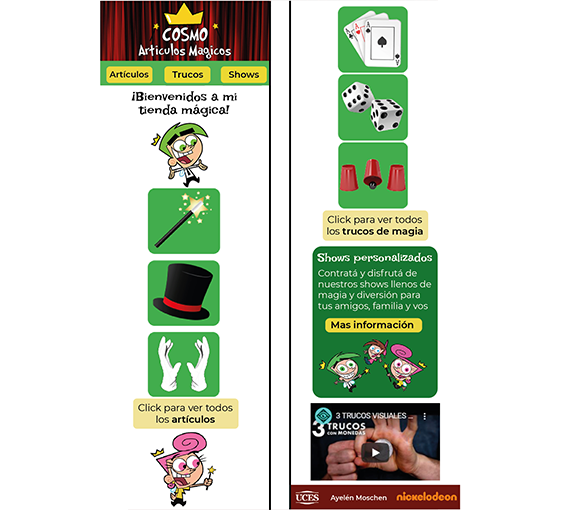 COSMO
Articulos Magicos
Artículos
Trucos
Shows
¡Bienvenidos a mi
tienda mágica!
Click para ver todos
los artículos
A
A
A
A
Click para ver todos
los trucos de magia
Shows personalizados
Contratá y disfrutá de
nuestros shows llenos de
magia y diversión para
tus amigos, familia y vos
Mas información
3 TRUCOS VISUALES ...
3 TRUCOS
CON MONEDAS
UCES
Ayelén Moschen
nickelodeon